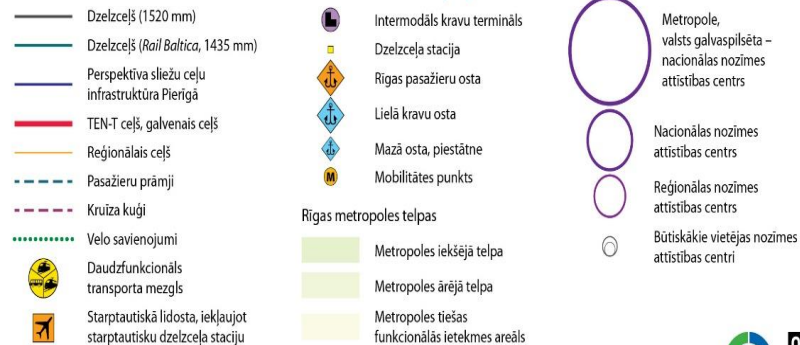 Dzelzceļš (1520 mm)
Dzelzceļš (Rail Baltica, 1435 mm)
Perspektīva sliežu ceļu
infrastruktūra Pierīgā
TEN-T ceļš, galvenais ceļš
Reģionālais ceļš
Pasažieru prāmji
Kruīza kuģi
Velo savienojumi
Daudzfunkcionāls
transporta mezgls
Starptautiskā lidosta, iekļaujot
starptautisku dzelzceļa staciju
L
Intermodāls kravu termināls
Dzelzceļa stacija
Rīgas pasažieru osta
Lielā kravu osta
Mazā osta, piestātne
M
Mobilitātes punkts
Rīgas metropoles telpas
Metropoles iekšējā telpa
Metropoles ārējā telpa
Metropoles tiešas
funkcionālās ietekmes areāls
Metropole,
valsts galvaspilsēta –
nacionālas nozīmes
attīstības centrs
Nacionālas nozīmes
attīstības centrs
Reģionālas nozīmes
attīstības centrs
Būtiskākie vietējas nozīmes
attīstības centri